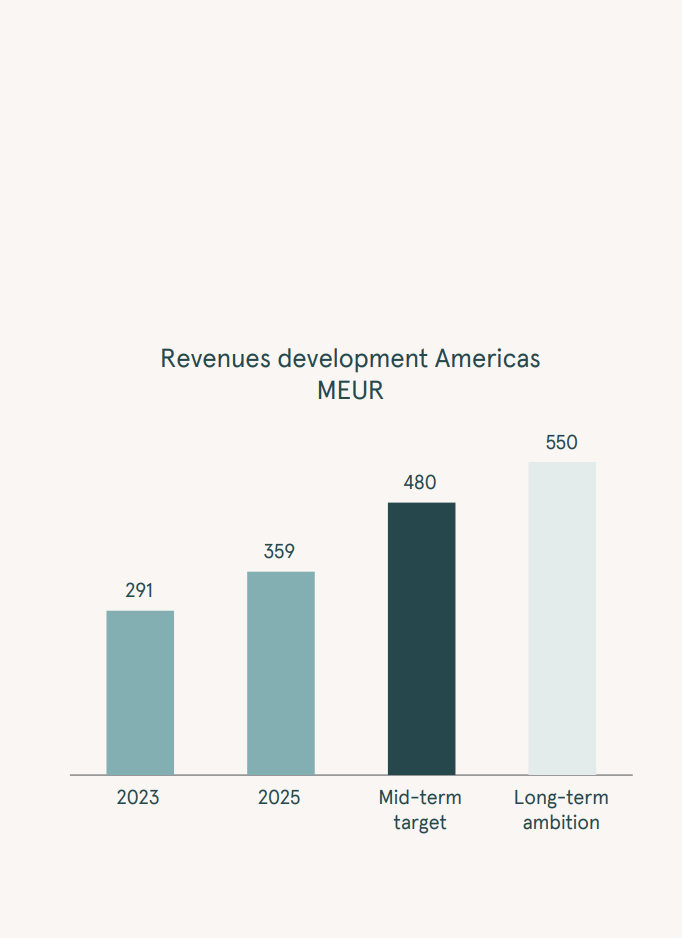 Revenues development Americas
MEUR
550
480
359
291
2023
2025
Mid-term
target
Long-term
ambition